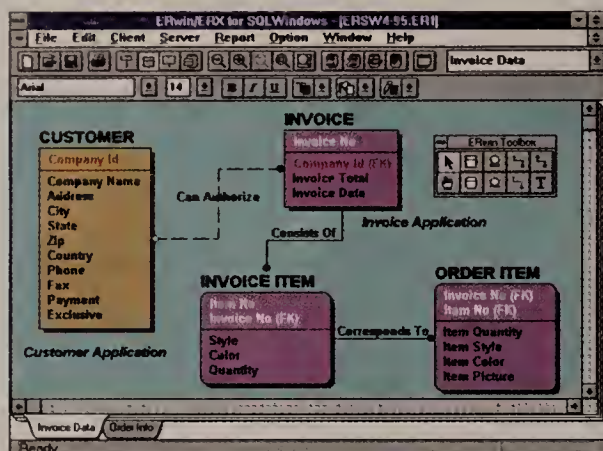 ERwin/ERX for SQLWindows - [ERSW4-95.ER1]
File Edit Client Server Report Option Window Help
Invoice Data
Arial 14 B I U
CUSTOMER
Company Id
Company Name
Address
City
State
Zip
Country
Phone
Fax
Payment
Exclusive
Customer Application
Can Authorize
INVOICE
Invoice No
Company Id (FK)
Invoice Total
Invoice Data
Invoice Application
ERwin Toolbox
T
Consists Of
INVOICE ITEM
Item No
Invoice No (FK)
Style
Color
Quantity
Corresponds To
ORDER ITEM
Invoice No (FK)
Item No (FK)
Item Quantity
Item Style
Item Color
Item Picture
Invoice Data Order Info
Ready